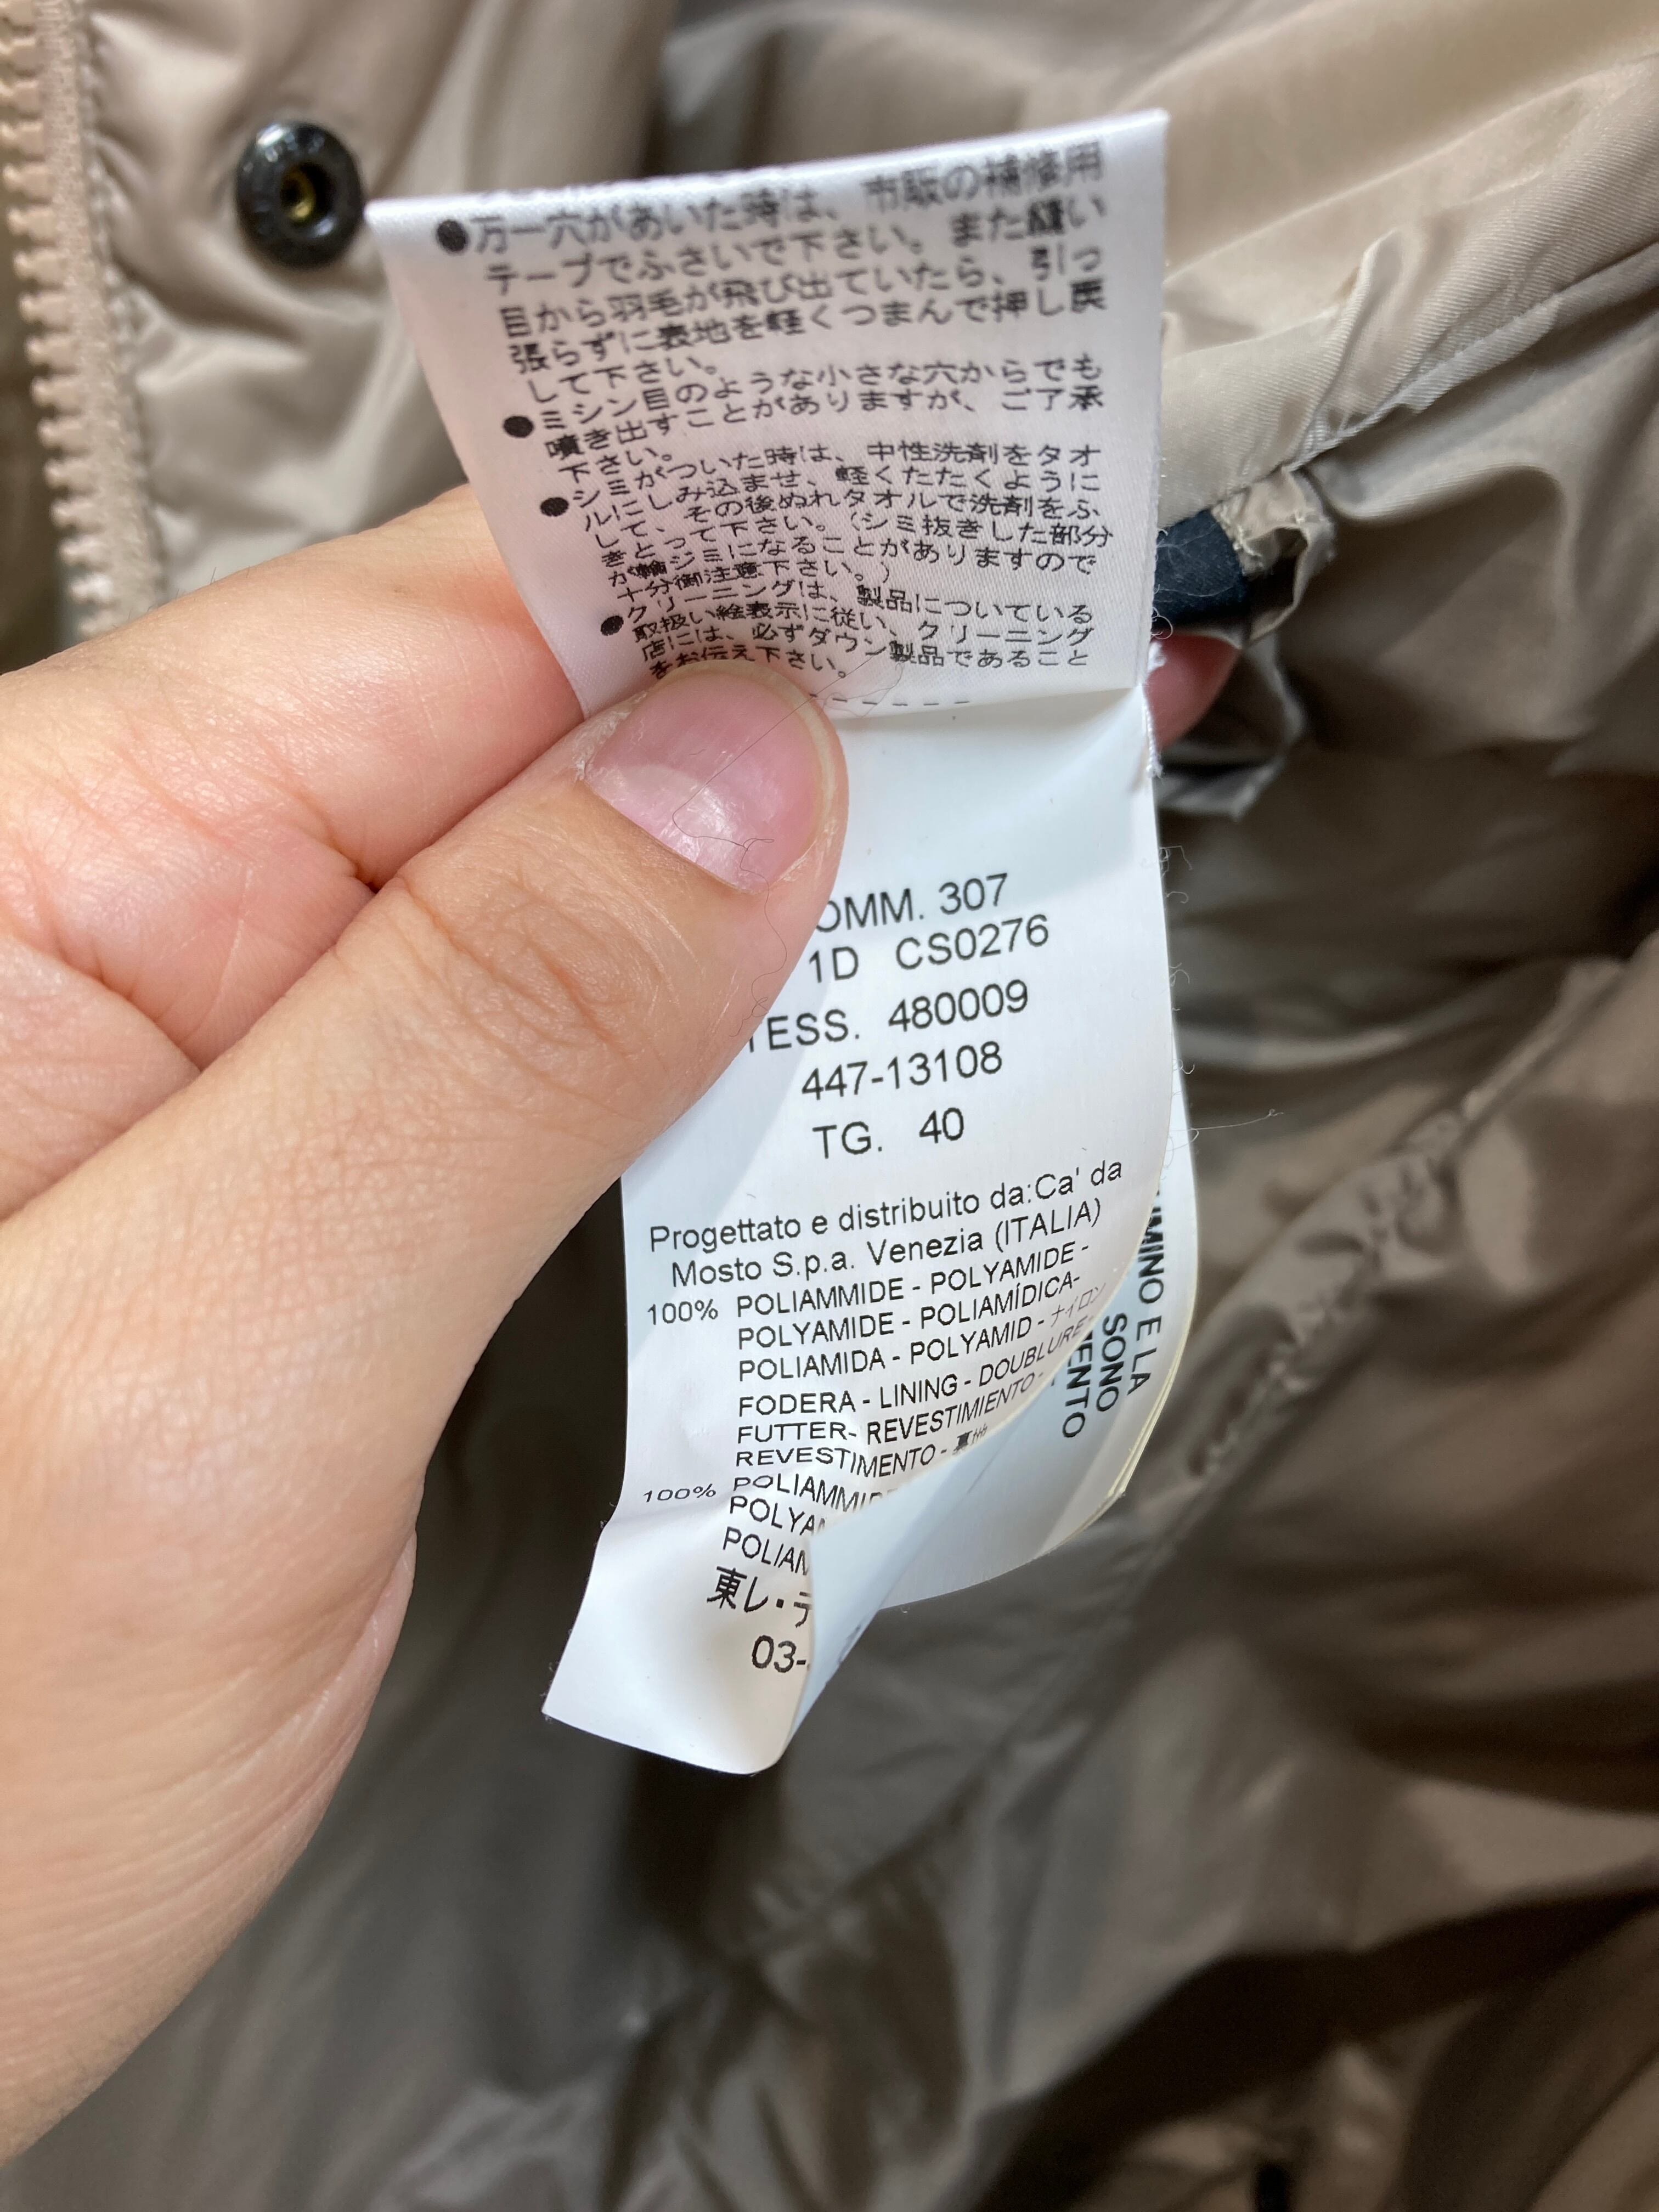 ●万一穴があいた時は、市販の補修用
テープでふさいで下さい。また縫い
目から羽毛が飛び出ていたら、引っ
張らずに表地を軽くつまんで押し戻
して下さい。
●ミシン目のような小さな穴からでも
噴き出すことがありますが、ご了承
下さい。
●シミがついた時は、中性洗剤をタオ
ルにしみ込ませ、軽くたたくように
して、その後ぬれタオルで洗剤をふ
きとって下さい。(シミ抜きした部分
が輪ジミになることがありますので
十分御注意下さい。)
●クリーニングは、製品についている
取扱い絵表示に従い、クリーニング
店には、必ずダウン製品であること
をお伝え下さい。
OMM. 307
1D CS0276
TESS. 480009
447-13108
TG. 40
Progettato e distribuito da:Ca' da
Mosto S.p.a. Venezia (ITALIA)
100% POLIAMMIDE - POLYAMIDE -
POLYAMIDE - POLIAMÍDICA-
POLIAMIDA - POLYAMID - ナイロン
FODERA - LINING - DOUBLURE -
FUTTER- REVESTIMIENTO -
REVESTIMENTO - 裏地
100% POLIAMMID
POLYA
POLIAM
東レ・デ
03-
UMINO E LA
SONO
MENTO